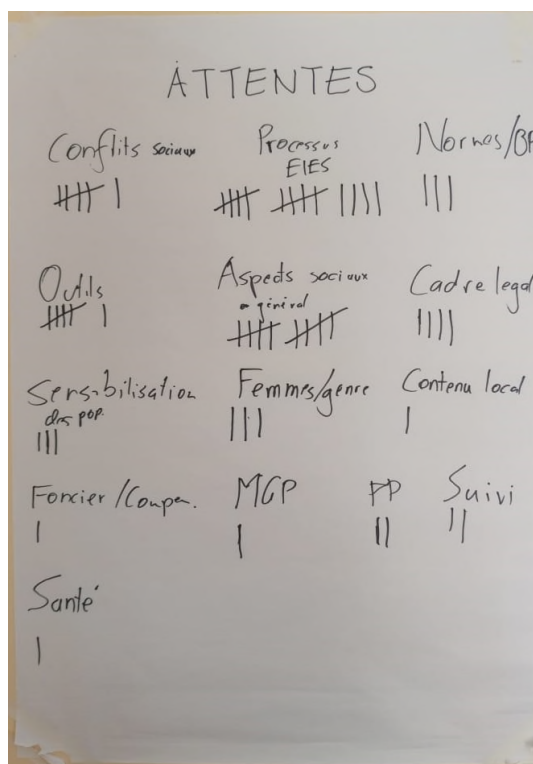 ATTENTES
Conflits sociaux
Processus
EIES
Normes/BP
Outils
Aspects sociaux
général
Cadre legal
Sensibilisation
des pop.
Femmes/genre
Contenu local
Foncier/Compen.
MGP
PP
Suivi
Santé